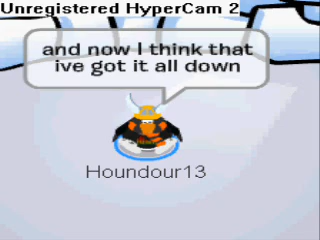 Unregistered HyperCam 2
and now I think that
ive got it all down
Houndour13